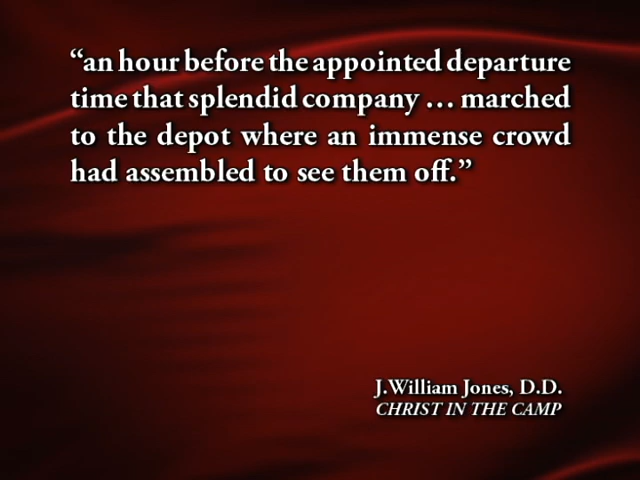 “an hour before the appointed departure
time that splendid company … marched
to the depot where an immense crowd
had assembled to see them off.”
J.William Jones, D.D.
CHRIST IN THE CAMP